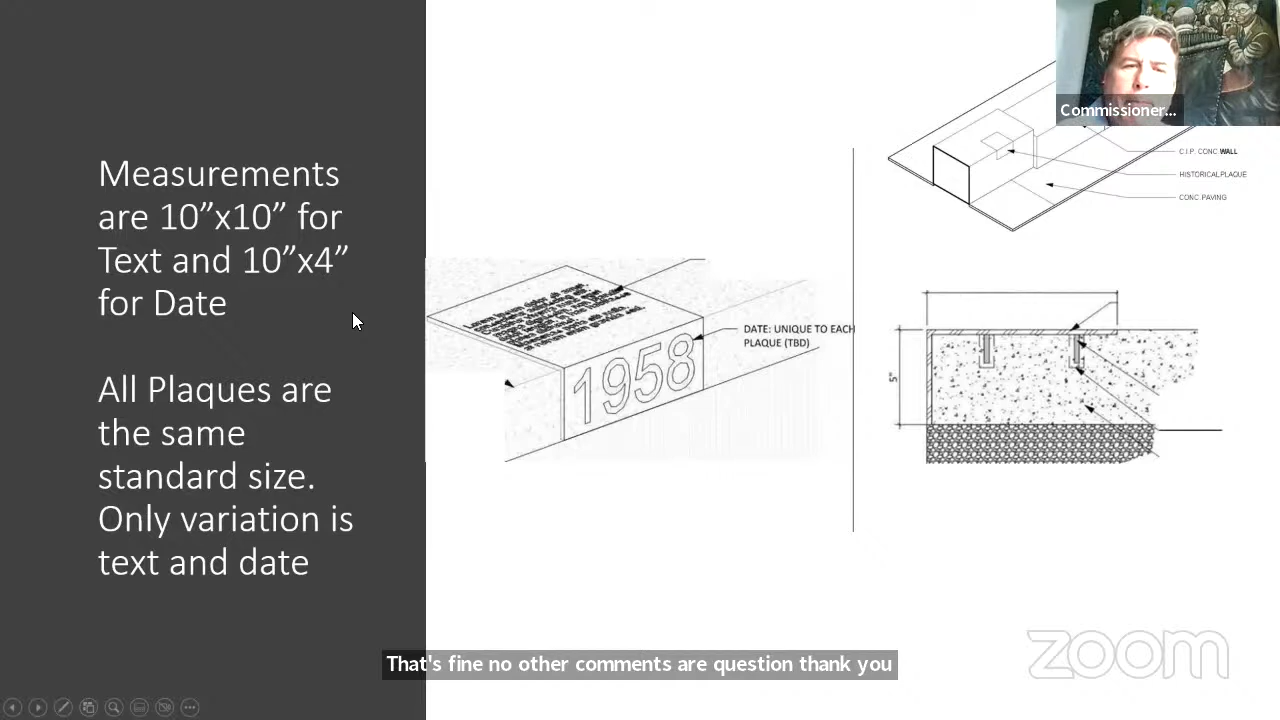 Measurements
are 10”x10” for
Text and 10”x4”
for Date
All Plaques are
the same
standard size.
Only variation is
text and date
1958
DATE: UNIQUE TO EACH
PLAQUE (TBD)
Commissioner...
C.I.P. CONC WALL
HISTORICAL PLAQUE
CONC. PAVING
5"
That's fine no other comments are question thank you
zoom